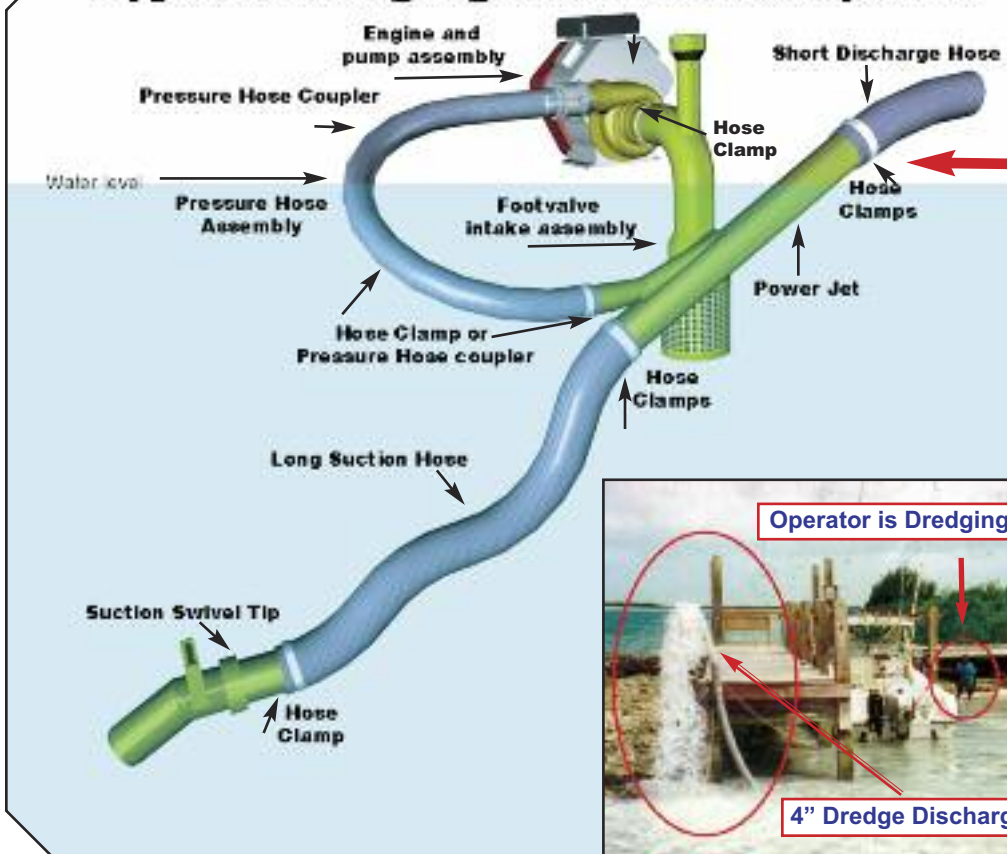 Engine and
pump assembly
Short Discharge Hose
Pressure Hose Coupler
Hose
Clamp
Water level
Hose
Clamps
Pressure Hose
Assembly
Footvalve
intake assembly
Power Jet
Hose Clamp or
Pressure Hose coupler
Hose
Clamps
Long Suction Hose
Operator is Dredging
Suction Swivel Tip
Hose
Clamp
4” Dredge Discharg